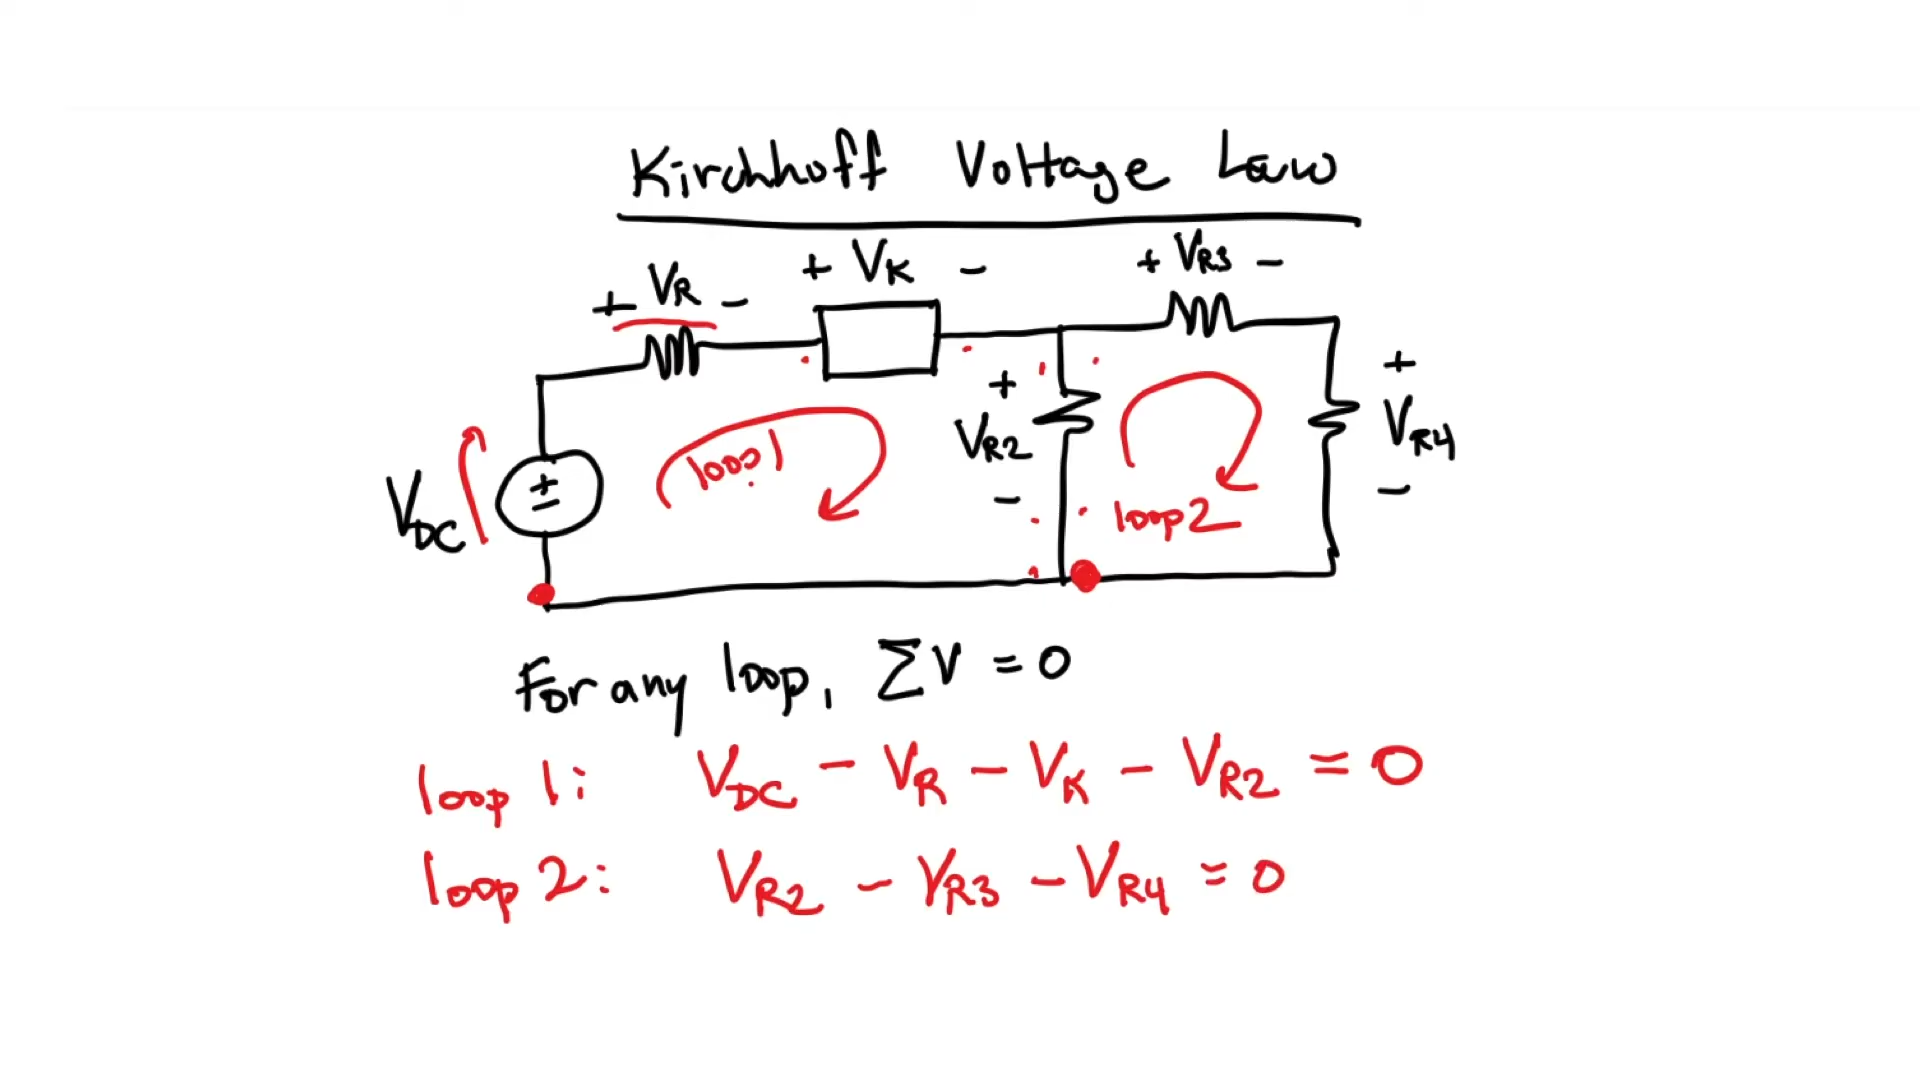 Kirchhoff Voltage Law
+ VR -
+ VK -
+ VR3 -
+
VR2
-
+
VR4
-
VDC
+
-
loop 1
loop 2
For any loop, ΣV = 0
loop 1: VDC - VR - VK - VR2 = 0
loop 2: VR2 - VR3 - VR4 = 0